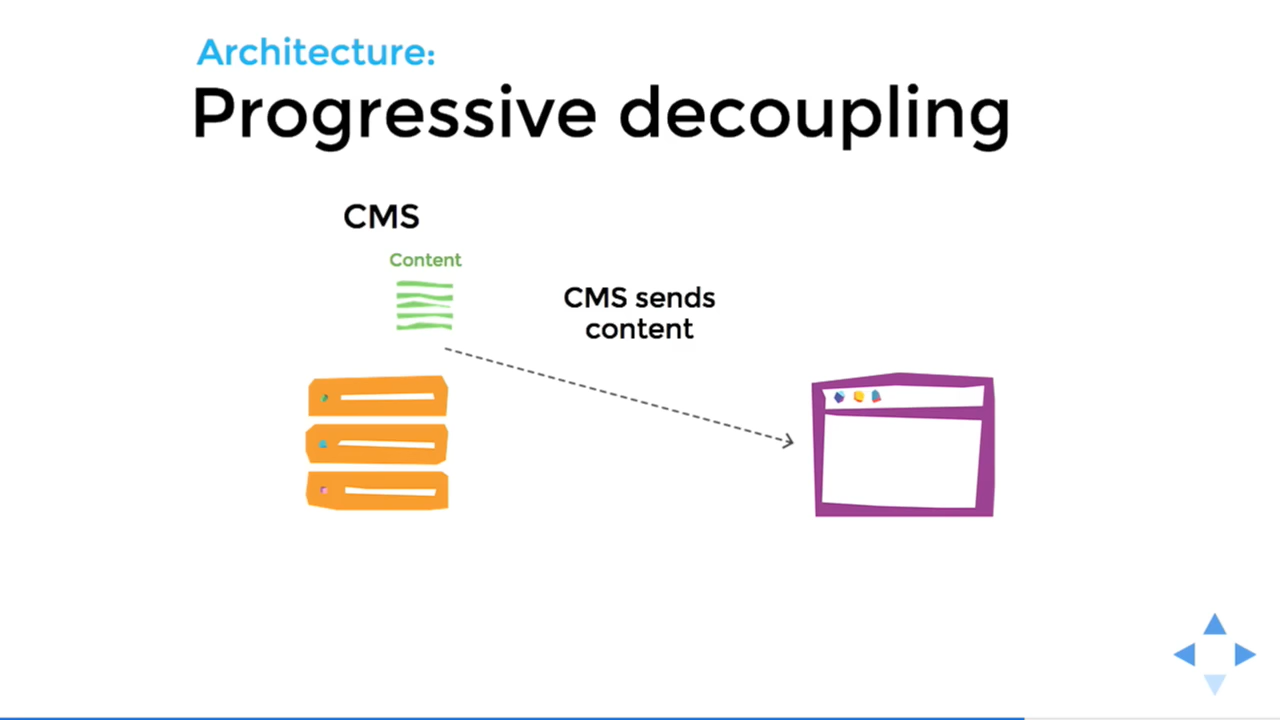 Architecture:
Progressive decoupling
CMS
Content
CMS sends
content